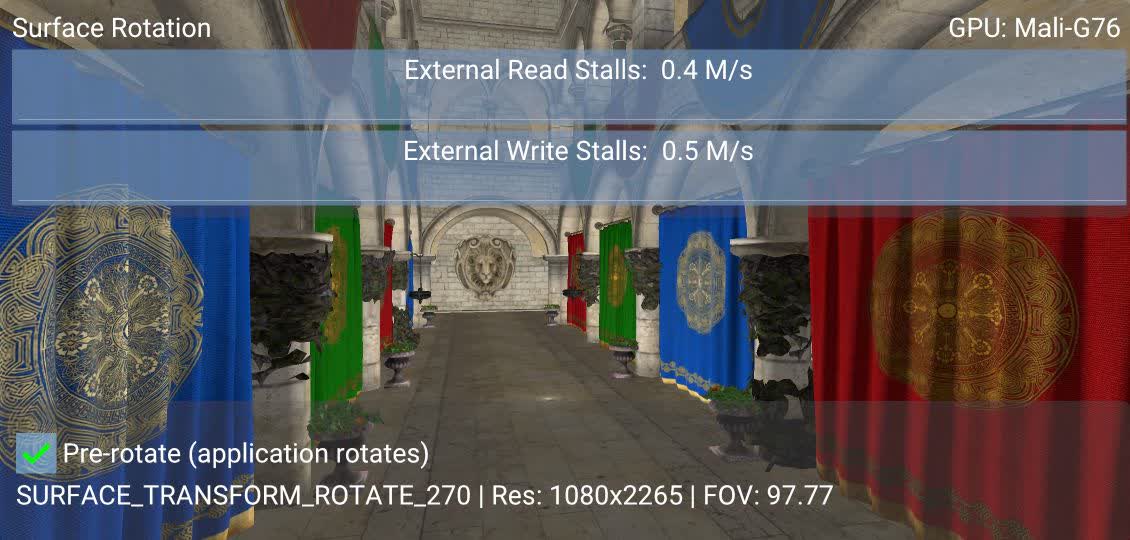 Surface Rotation
GPU: Mali-G76
External Read Stalls: 0.4 M/s
External Write Stalls: 0.5 M/s
Pre-rotate (application rotates)
SURFACE_TRANSFORM_ROTATE_270 | Res: 1080x2265 | FOV: 97.77